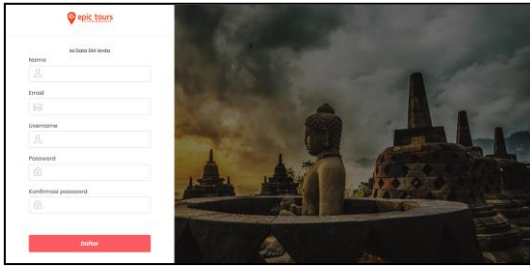 epic tours
Isi Data Diri Anda
Nama
Email
Username
Password
Konfirmasi password
Daftar